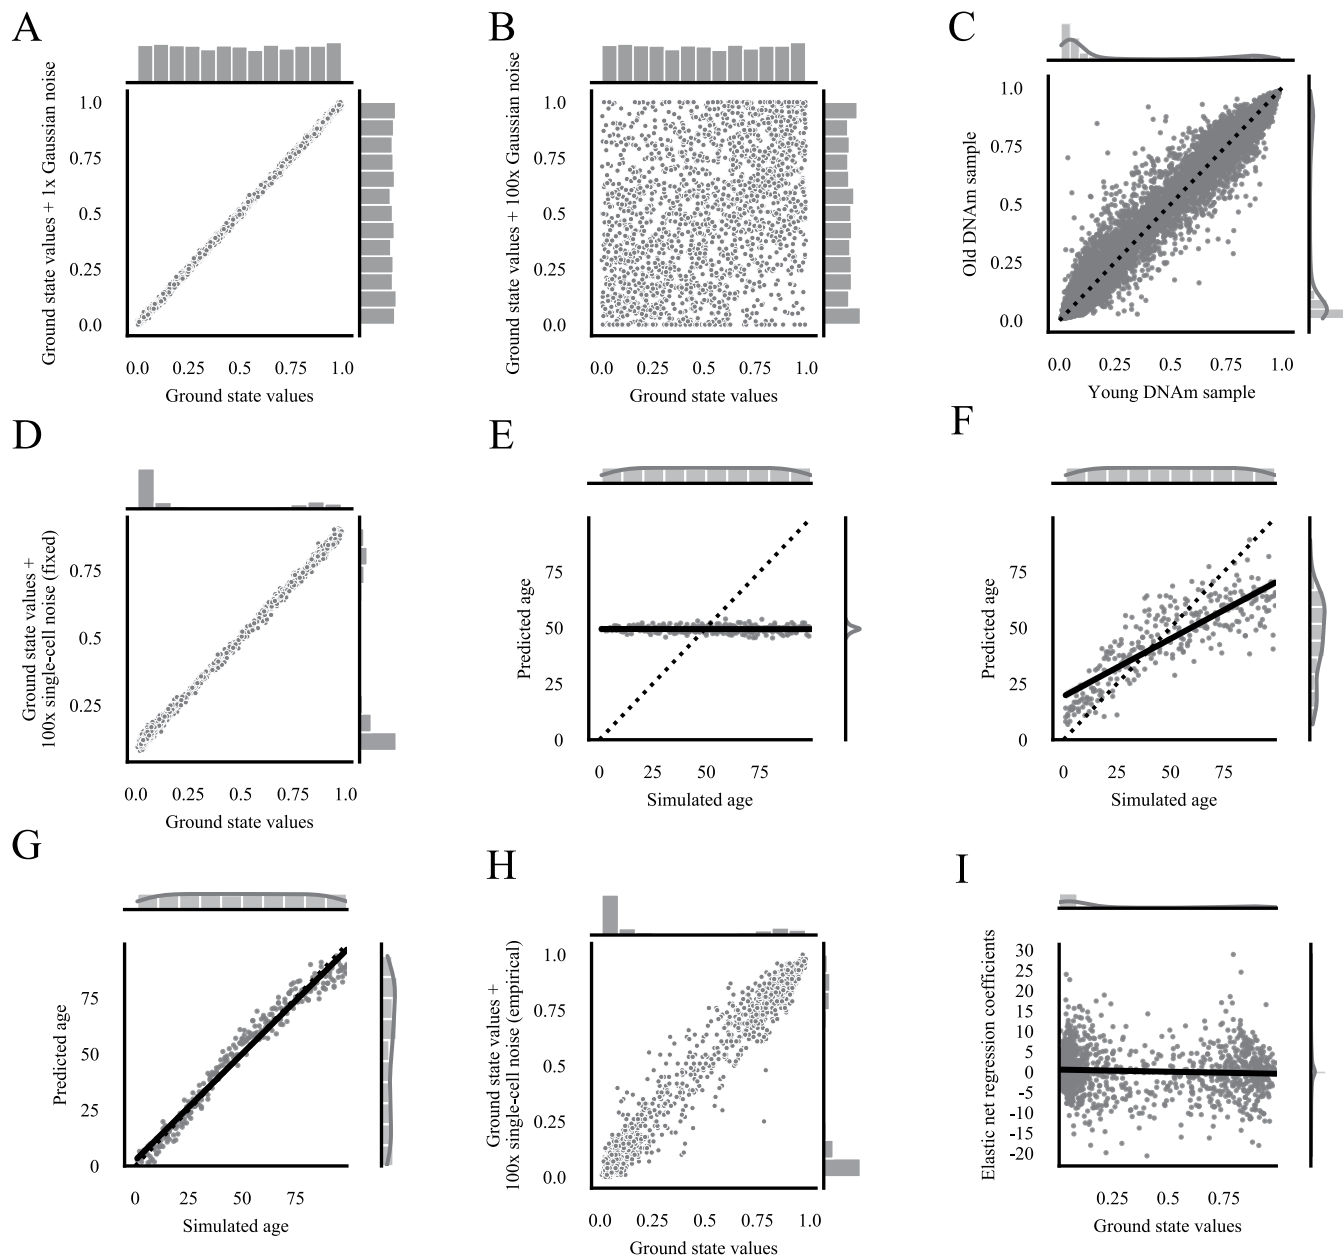 A
Ground state values + 1x Gaussian noise
1.0
0.75
0.5
0.25
0.0
0.0 0.25 0.5 0.75 1.0
Ground state values
B
Ground state values + 100x Gaussian noise
1.0
0.75
0.5
0.25
0.0
0.0 0.25 0.5 0.75 1.0
Ground state values
C
Old DNAm sample
1.0
0.75
0.5
0.25
0.0
0.0 0.25 0.5 0.75 1.0
Young DNAm sample
D
Ground state values +
100x single-cell noise (fixed)
0.75
0.5
0.25
0.0 0.25 0.5 0.75 1.0
Ground state values
E
Predicted age
75
50
25
0
0 25 50 75
Simulated age
F
Predicted age
75
50
25
0
0 25 50 75
Simulated age
G
Predicted age
75
50
25
0
0 25 50 75
Simulated age
H
Ground state values +
100x single-cell noise (empirical)
1.0
0.75
0.5
0.25
0.0
0.0 0.25 0.5 0.75 1.0
Ground state values
I
Elastic net regression coefficients
30
25
20
15
10
5
0
-5
-10
-15
-20
0.25 0.5 0.75
Ground state values